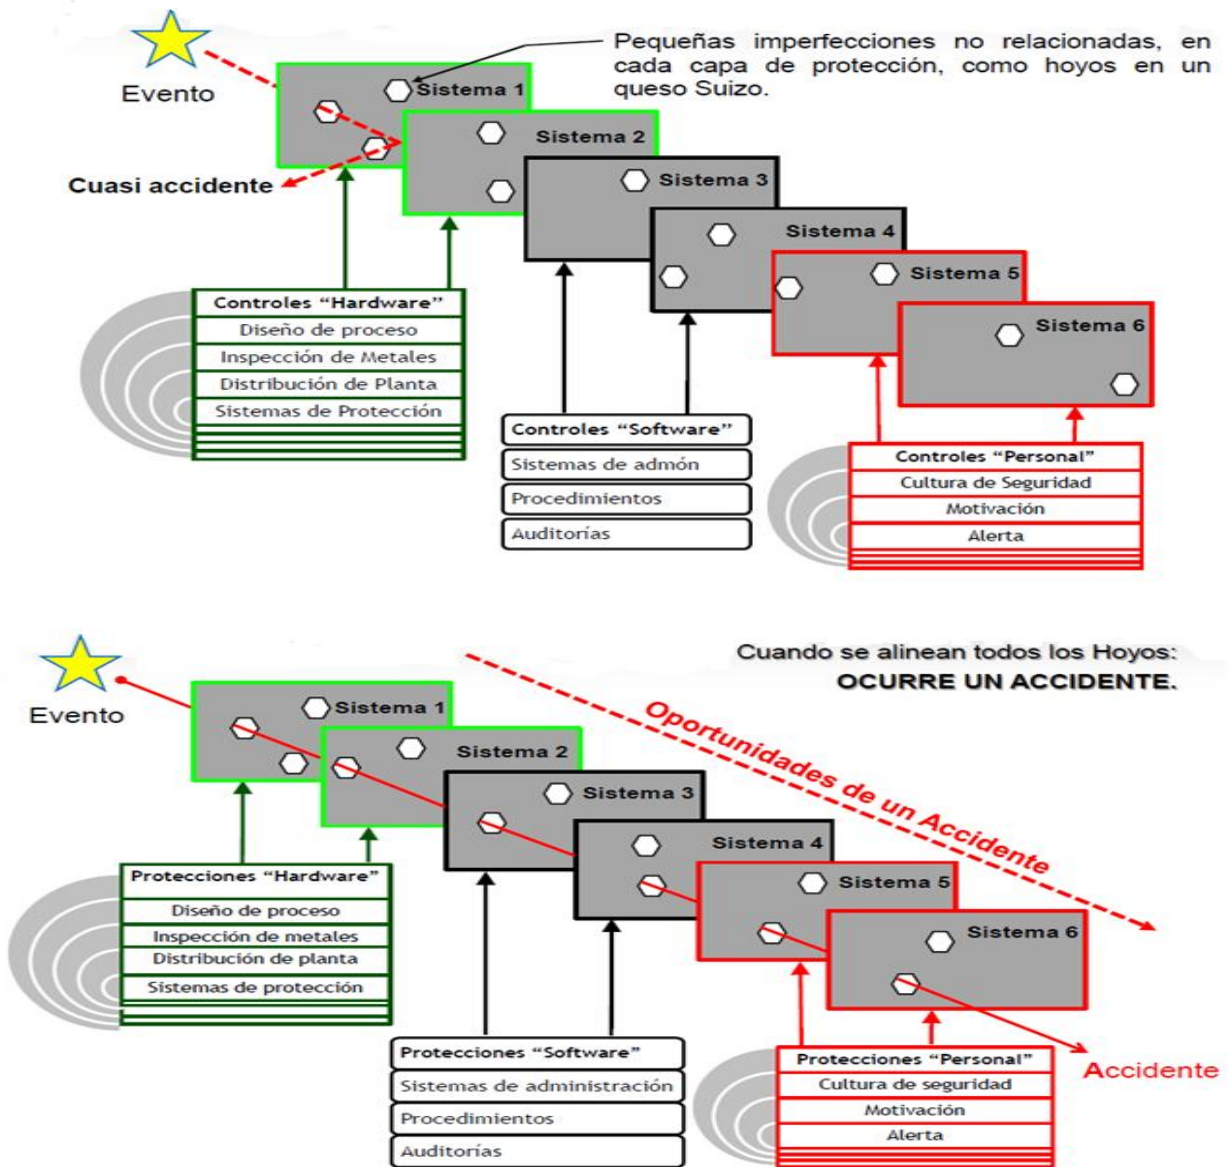 Pequeñas imperfecciones no relacionadas, en
cada capa de protección, como hoyos en un
queso Suizo.
Evento
Sistema 1
Sistema 2
Cuasi accidente
Sistema 3
Sistema 4
Sistema 5
Sistema 6
Controles “Hardware”
Diseño de proceso
Inspección de Metales
Distribución de Planta
Sistemas de Protección
Controles “Software”
Sistemas de admón
Procedimientos
Auditorías
Controles “Personal”
Cultura de Seguridad
Motivación
Alerta
Cuando se alinean todos los Hoyos:
OCURRE UN ACCIDENTE.
Evento
Oportunidades de un Accidente
Sistema 1
Sistema 2
Sistema 3
Sistema 4
Sistema 5
Sistema 6
Protecciones “Hardware”
Diseño de proceso
Inspección de metales
Distribución de planta
Sistemas de protección
Protecciones “Software”
Sistemas de administración
Procedimientos
Auditorías
Protecciones “Personal”
Cultura de seguridad
Motivación
Alerta
Accidente